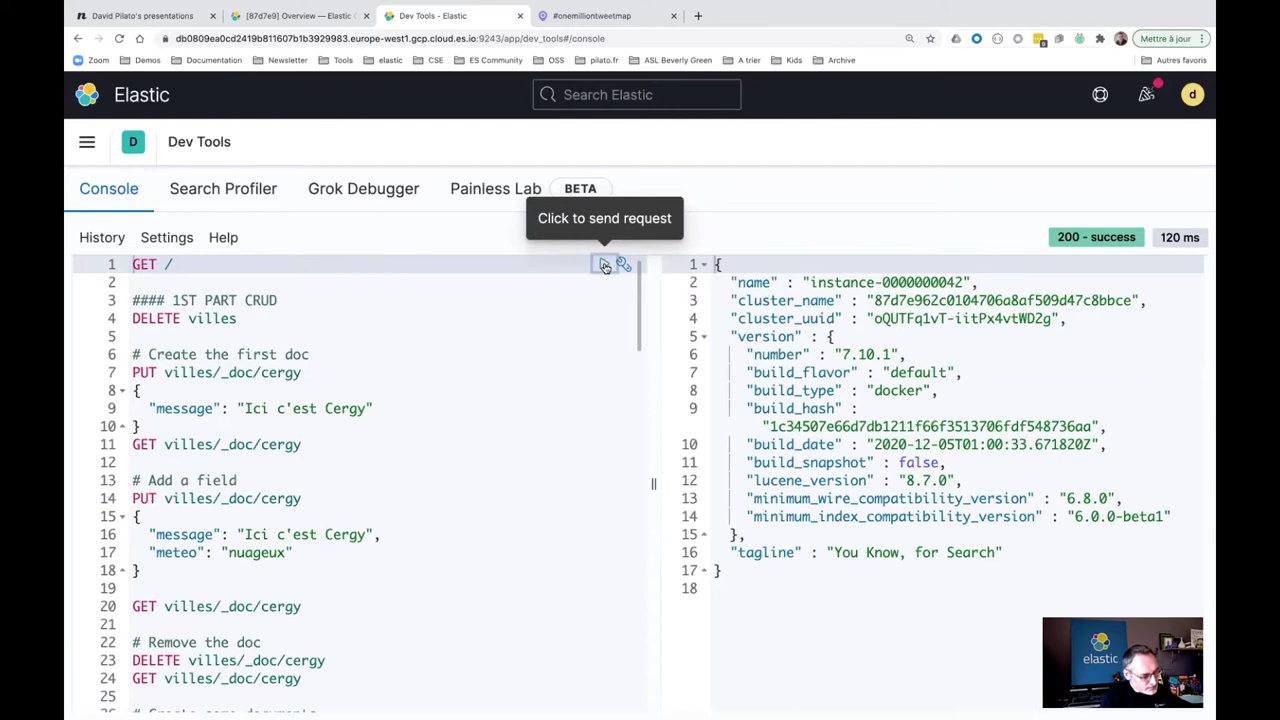 David Pilato's presentations
[87d7e9] Overview — Elastic
Dev Tools - Elastic
#onemilliontweetmap
db0809ea0cd2419b811607b1b3929983.europe-west1.gcp.cloud.es.io:9243/app/dev_tools#/console
Mettre à jour
Zoom
Demos
Documentation
Newsletter
Tools
elastic
CSE
ES Community
OSS
pilato.fr
ASL Beverly Green
A trier
Kids
Archive
Autres favoris
Elastic
Search Elastic
d
D
Dev Tools
Console
Search Profiler
Grok Debugger
Painless Lab
BETA
Click to send request
History
Settings
Help
200 - success
120 ms
1 GET /
2
3 #### 1ST PART CRUD
4 DELETE villes
5
6 # Create the first doc
7 PUT villes/_doc/cergy
8 {
9 "message": "Ici c'est Cergy"
10 }
11 GET villes/_doc/cergy
12
13 # Add a field
14 PUT villes/_doc/cergy
15 {
16 "message": "Ici c'est Cergy",
17 "meteo": "nuageux"
18 }
19
20 GET villes/_doc/cergy
21
22 # Remove the doc
23 DELETE villes/_doc/cergy
24 GET villes/_doc/cergy
25
26 # Create some documents
1 {
2 "name" : "instance-0000000042",
3 "cluster_name" : "87d7e962c0104706a8af509d47c8bbce",
4 "cluster_uuid" : "oQUTFq1vT-iitPx4vtWD2g",
5 "version" : {
6 "number" : "7.10.1",
7 "build_flavor" : "default",
8 "build_type" : "docker",
9 "build_hash" :
"1c34507e66d7db1211f66f3513706fdf548736aa",
10 "build_date" : "2020-12-05T01:00:33.671820Z",
11 "build_snapshot" : false,
12 "lucene_version" : "8.7.0",
13 "minimum_wire_compatibility_version" : "6.8.0",
14 "minimum_index_compatibility_version" : "6.0.0-beta1"
15 },
16 "tagline" : "You Know, for Search"
17 }
18
elastic